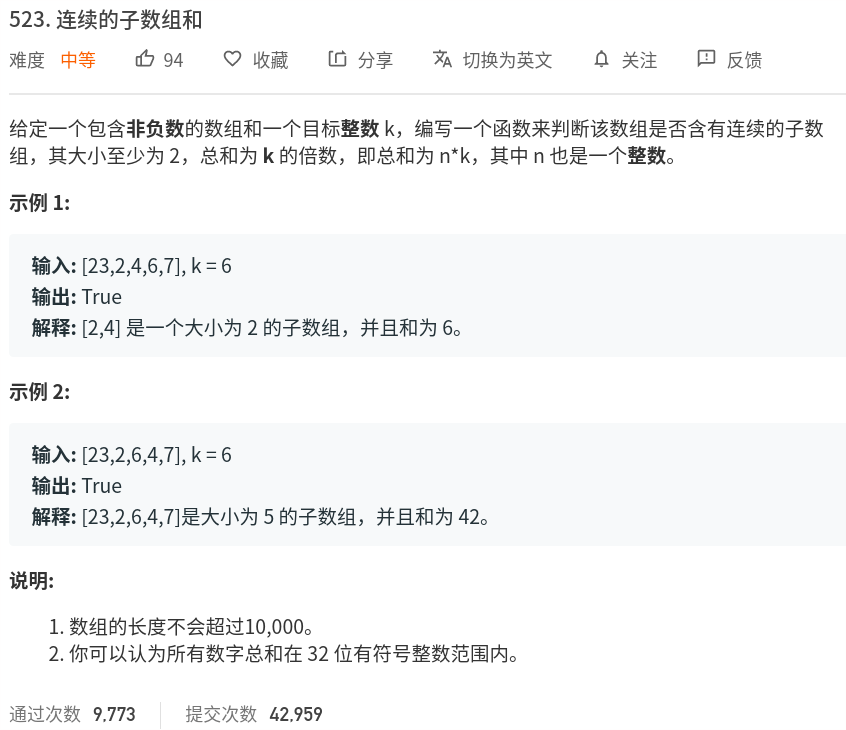 523. 连续的子数组和
难度 中等 94 收藏 分享 切换为英文 关注 反馈
给定一个包含非负数的数组和一个目标整数 k，编写一个函数来判断该数组是否含有连续的子数
组，其大小至少为 2，总和为 k 的倍数，即总和为 n*k，其中 n 也是一个整数。
示例 1:
输入: [23,2,4,6,7], k = 6
输出: True
解释: [2,4] 是一个大小为 2 的子数组，并且和为 6。
示例 2:
输入: [23,2,6,4,7], k = 6
输出: True
解释: [23,2,6,4,7]是大小为 5 的子数组，并且和为 42。
说明:
1. 数组的长度不会超过10,000。
2. 你可以认为所有数字总和在 32 位有符号整数范围内。
通过次数 9,773 提交次数 42,959